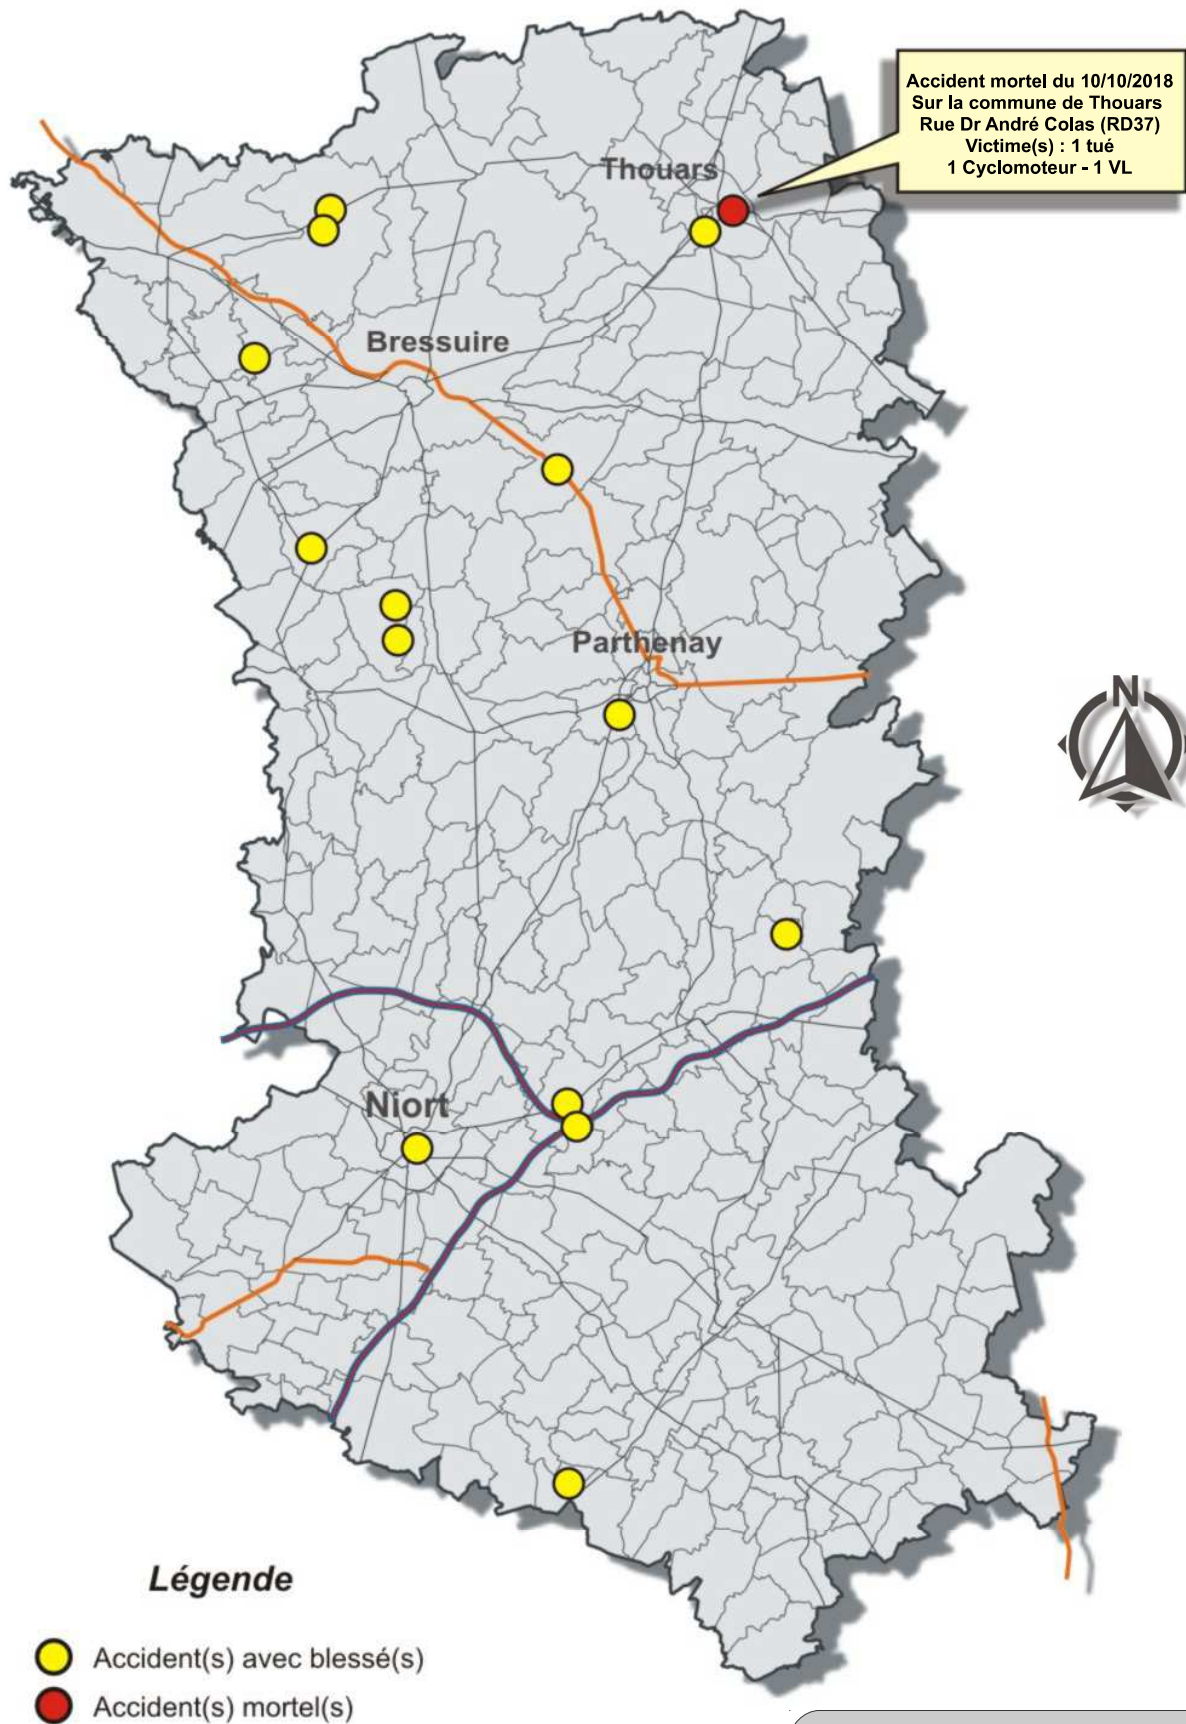 Accident mortel du 10/10/2018
Sur la commune de Thouars
Rue Dr André Colas (RD37)
Victime(s) : 1 tué
1 Cyclomoteur - 1 VL
Thouars
Bressuire
Parthenay
N
Niort
Légende
Accident(s) avec blessé(s)
Accident(s) mortel(s)